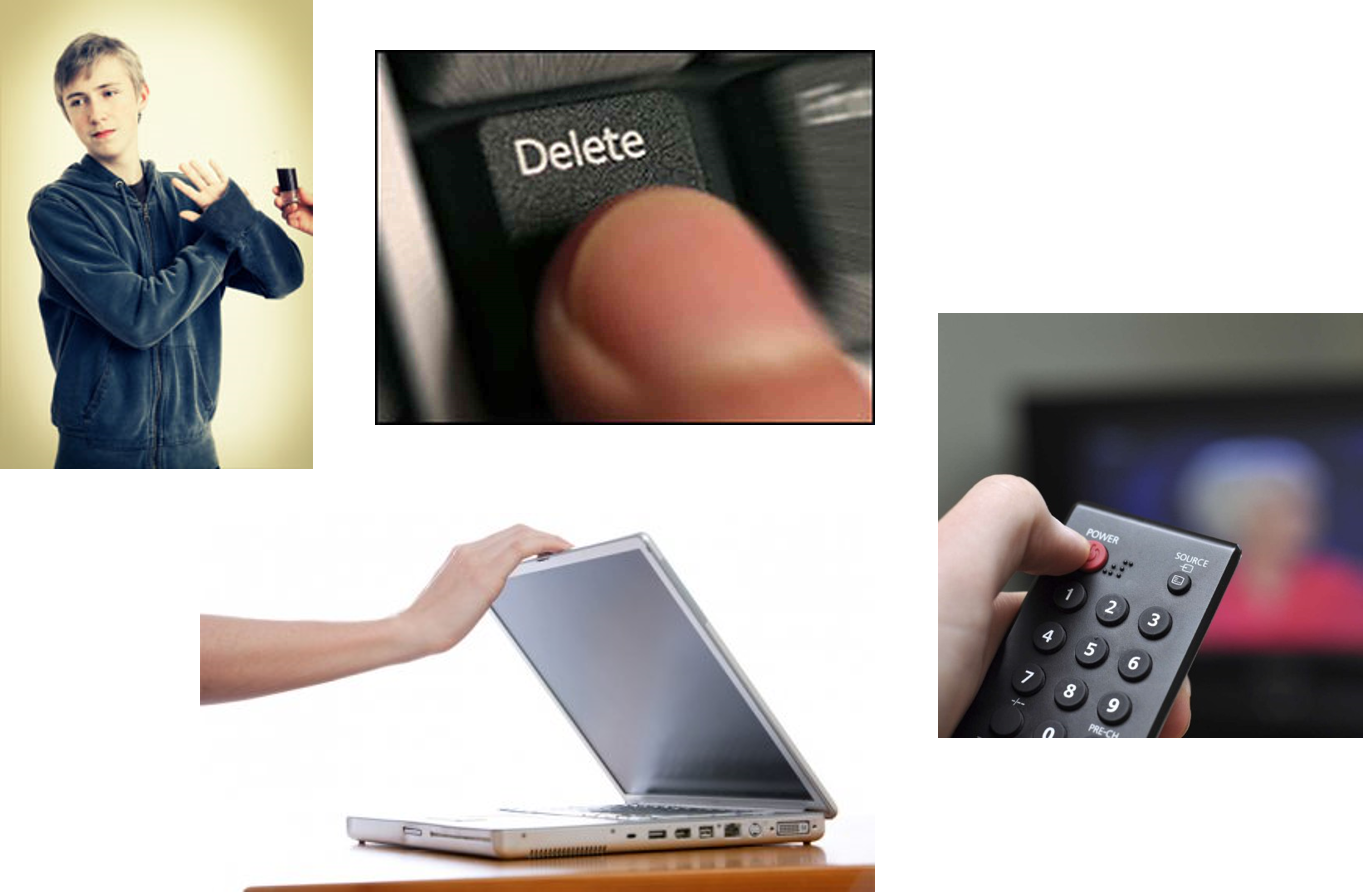 Delete
POWER
SOURCE
1 2 3
4 5 6
7 8 9
-/--
0 PRE-CH